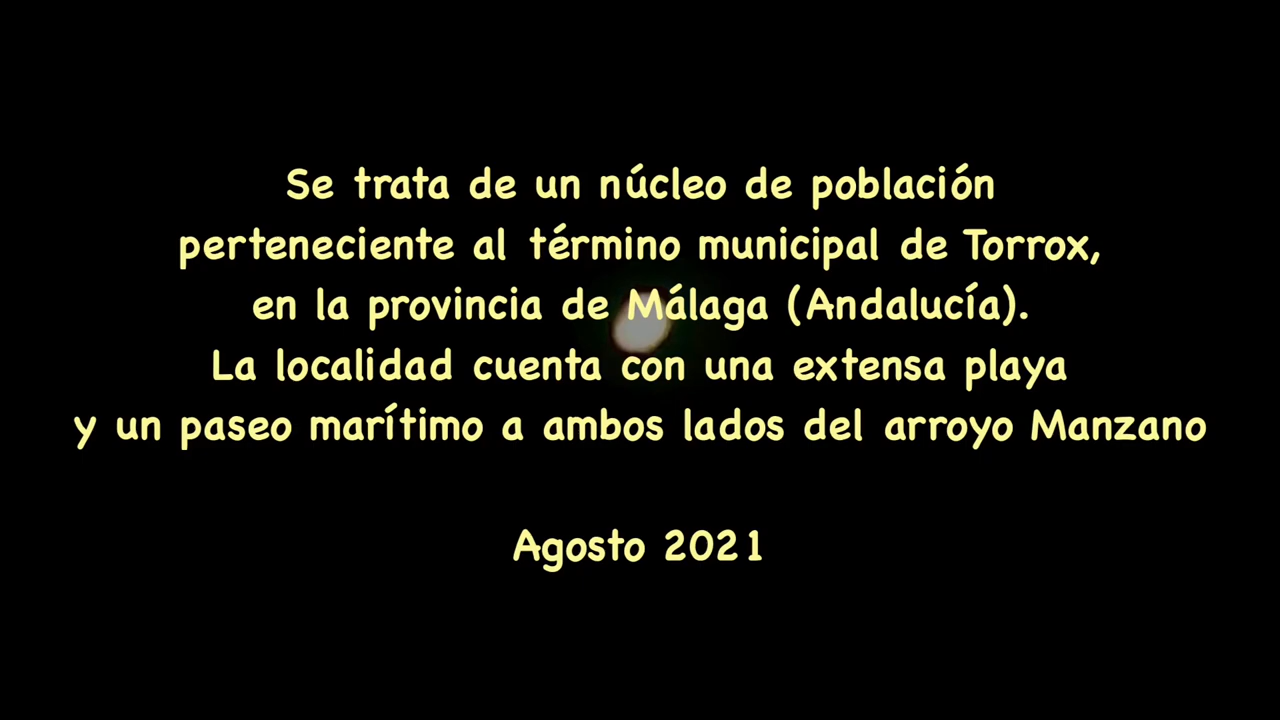 Se trata de un núcleo de población
perteneciente al término municipal de Torrox,
en la provincia de Málaga (Andalucía).
La localidad cuenta con una extensa playa
y un paseo marítimo a ambos lados del arroyo Manzano
Agosto 2021